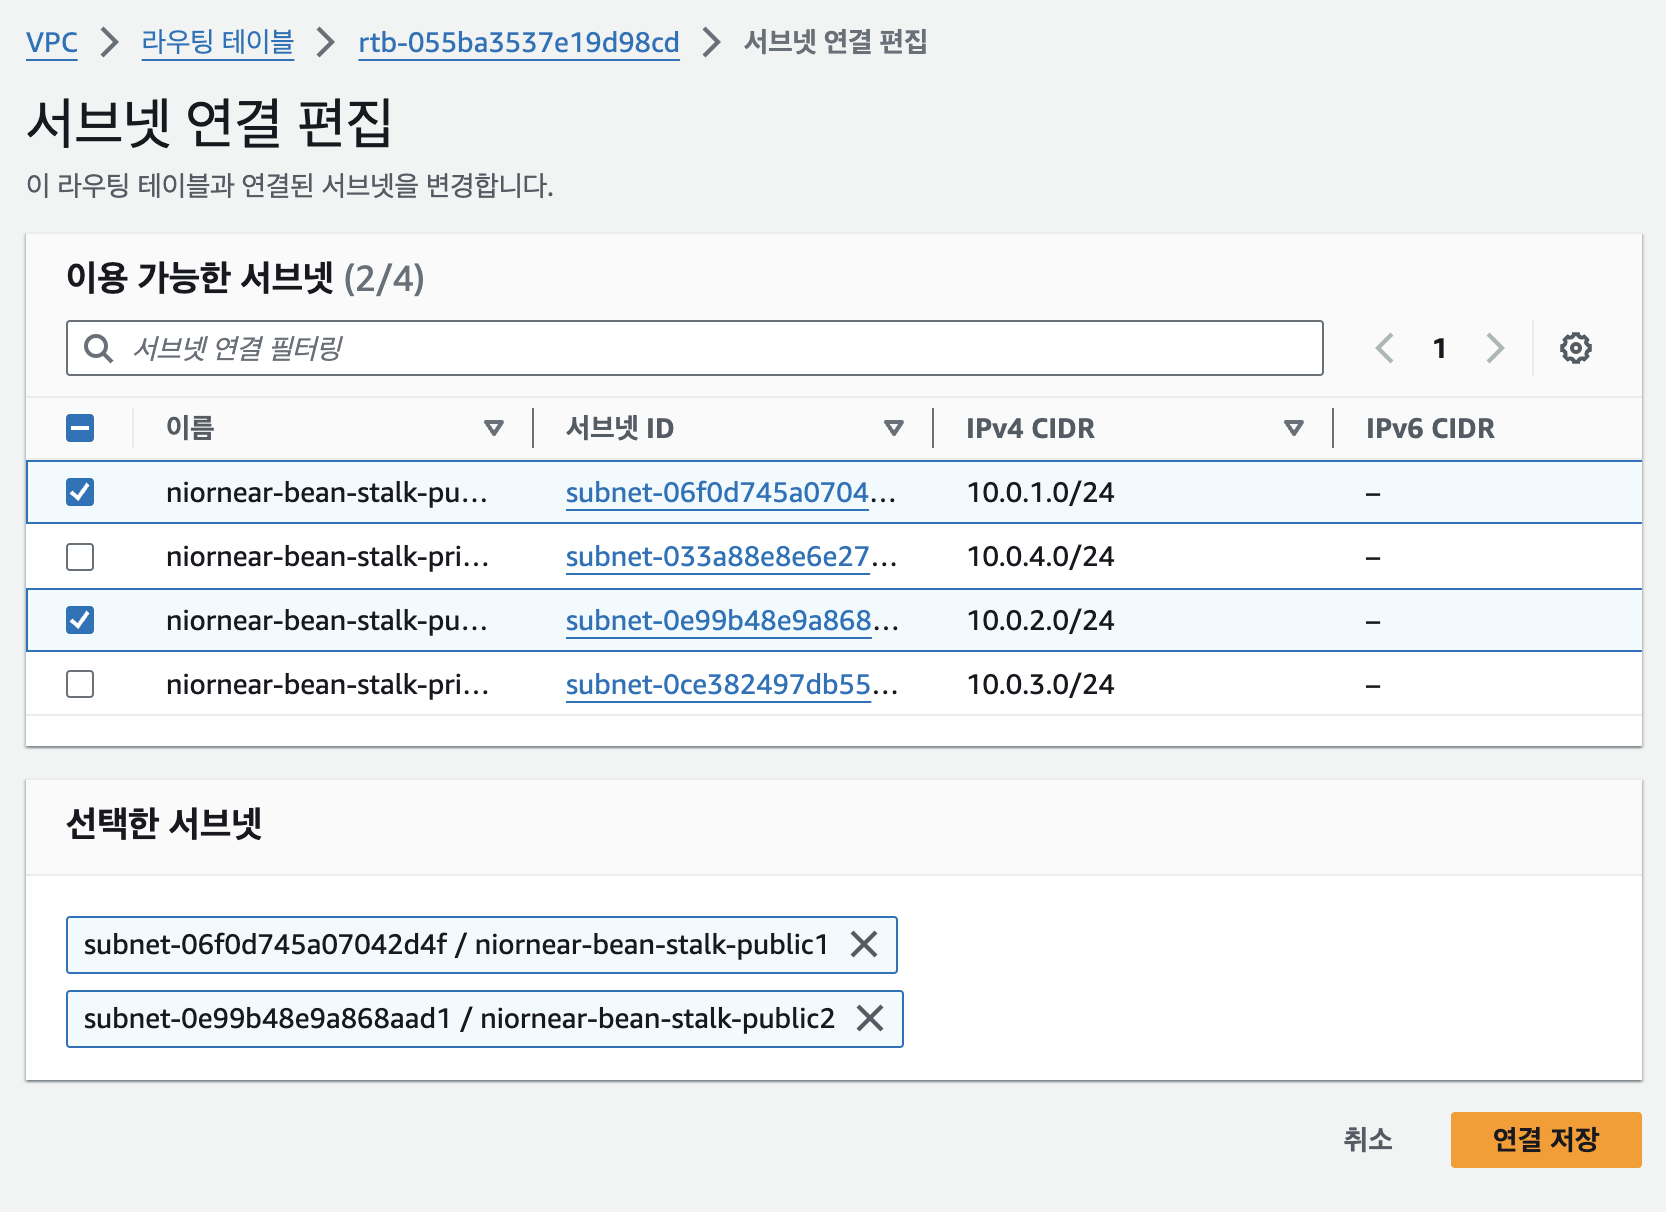 VPC > 라우팅 테이블 > rtb-055ba3537e19d98cd > 서브넷 연결 편집
서브넷 연결 편집
이 라우팅 테이블과 연결된 서브넷을 변경합니다.
이용 가능한 서브넷 (2/4)
서브넷 연결 필터링
1
이름 서브넷 ID IPv4 CIDR IPv6 CIDR
niornear-bean-stalk-pu... subnet-06f0d745a0704... 10.0.1.0/24 –
niornear-bean-stalk-pri... subnet-033a88e8e6e27... 10.0.4.0/24 –
niornear-bean-stalk-pu... subnet-0e99b48e9a868... 10.0.2.0/24 –
niornear-bean-stalk-pri... subnet-0ce382497db55... 10.0.3.0/24 –
선택한 서브넷
subnet-06f0d745a07042d4f / niornear-bean-stalk-public1
subnet-0e99b48e9a868aad1 / niornear-bean-stalk-public2
취소 연결 저장